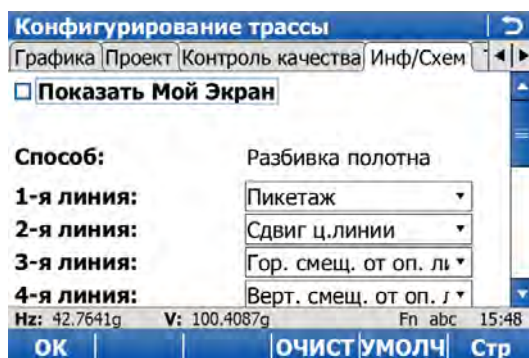 Конфигурирование трассы
Графика Проект Контроль качества Инф/Схем
Показать Мой Экран
Способ: Разбивка полотна
1-я линия: Пикетаж
2-я линия: Сдвиг ц.линии
3-я линия: Гор. смещ. от оп. ли
4-я линия: Верт. смещ. от оп. л
Hz: 42.7641g V: 100.4087g Fn abc 15:48
ОК ОЧИСТ УМОЛЧ Стр